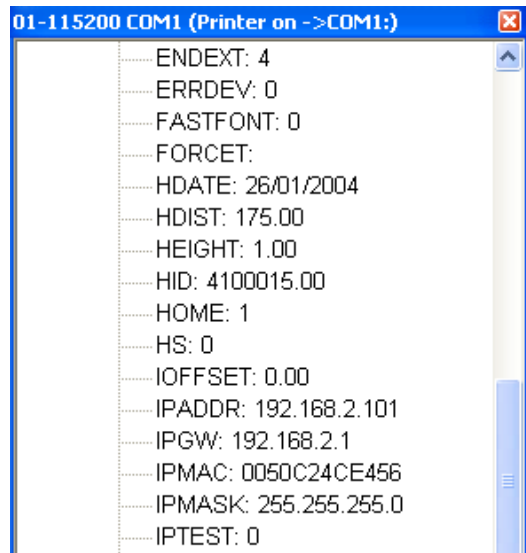 01-115200 COM1 (Printer on ->COM1:)
ENDEXT: 4
ERRDEV: 0
FASTFONT: 0
FORCET:
HDATE: 26/01/2004
HDIST: 175.00
HEIGHT: 1.00
HID: 4100015.00
HOME: 1
HS: 0
IOFFSET: 0.00
IPADDR: 192.168.2.101
IPGW: 192.168.2.1
IPMAC: 0050C24CE456
IPMASK: 255.255.255.0
IPTEST: 0